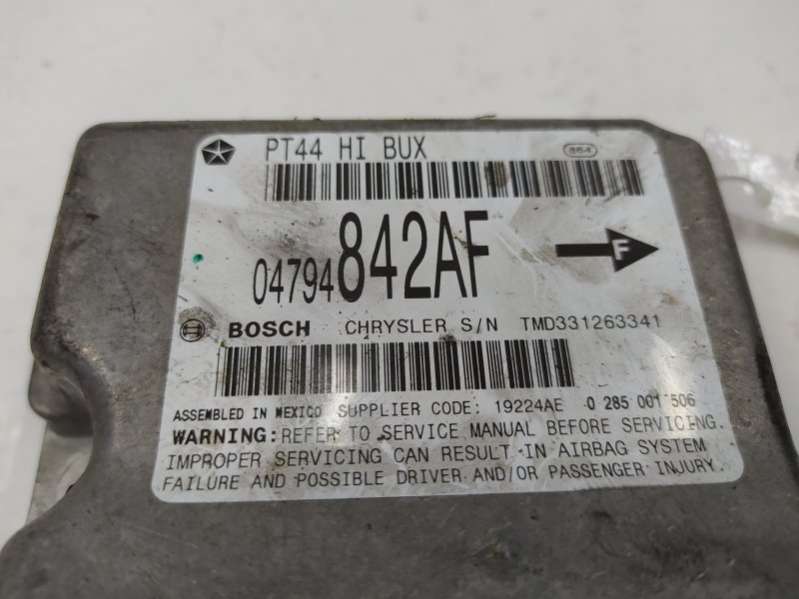 PT44 HI BUX
04794842AF
F
BOSCH CHRYSLER S/N TMD331263341
ASSEMBLED IN MEXICO SUPPLIER CODE: 19224AE 0 285 001 506
WARNING: REFER TO SERVICE MANUAL BEFORE SERVICING.
IMPROPER SERVICING CAN RESULT IN AIRBAG SYSTEM
FAILURE AND POSSIBLE DRIVER AND/OR PASSENGER INJURY.